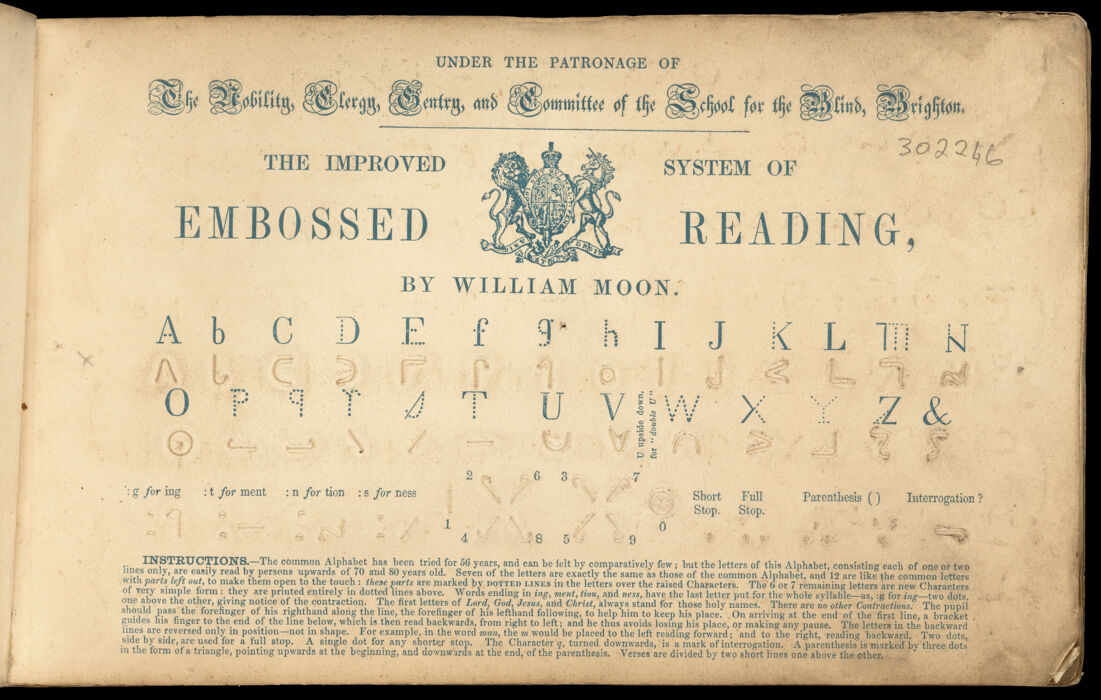 UNDER THE PATRONAGE OF
The Nobility, Clergy, Gentry, and Committee of the School for the Blind, Brighton.
302246
THE IMPROVED SYSTEM OF
EMBOSSED READING,
BY WILLIAM MOON.
A b C D E f g h I J K L m N
O P q r s T U V W X Y Z &
U upside down,
for "double U"
2 6 3 7
:g for ing :t for ment :n for tion :s for ness
Short Stop. Full Stop. Parenthesis ( ) Interrogation ?
1 0
4 8 5 9
INSTRUCTIONS.—The common Alphabet has been tried for 56 years, and can be felt by comparatively few; but the letters of this Alphabet, consisting each of one or two
lines only, are easily read by persons upwards of 70 and 80 years old. Seven of the letters are exactly the same as those of the common Alphabet, and 12 are like the common letters
with parts left out, to make them open to the touch: these parts are marked by DOTTED LINES in the letters over the raised Characters. The 6 or 7 remaining letters are new Characters
of very simple form: they are printed entirely in dotted lines above. Words ending in ing, ment, tion, and ness, have the last letter put for the whole syllable—as, :g for ing—two dots,
one above the other, giving notice of the contraction. The first letters of Lord, God, Jesus, and Christ, always stand for those holy names. There are no other Contractions. The pupil
should pass the forefinger of his righthand along the line, the forefinger of his lefthand following, to help him to keep his place. On arriving at the end of the first line, a bracket
guides his finger to the end of the line below, which is then read backwards, from right to left; and he thus avoids losing his place, or making any pause. The letters in the backward
lines are reversed only in position—not in shape. For example, in the word man, the m would be placed to the left reading forward; and to the right, reading backward. Two dots,
side by side, are used for a full stop. A single dot for any shorter stop. The Character q, turned downwards, is a mark of interrogation. A parenthesis is marked by three dots
in the form of a triangle, pointing upwards at the beginning, and downwards at the end, of the parenthesis. Verses are divided by two short lines one above the other.